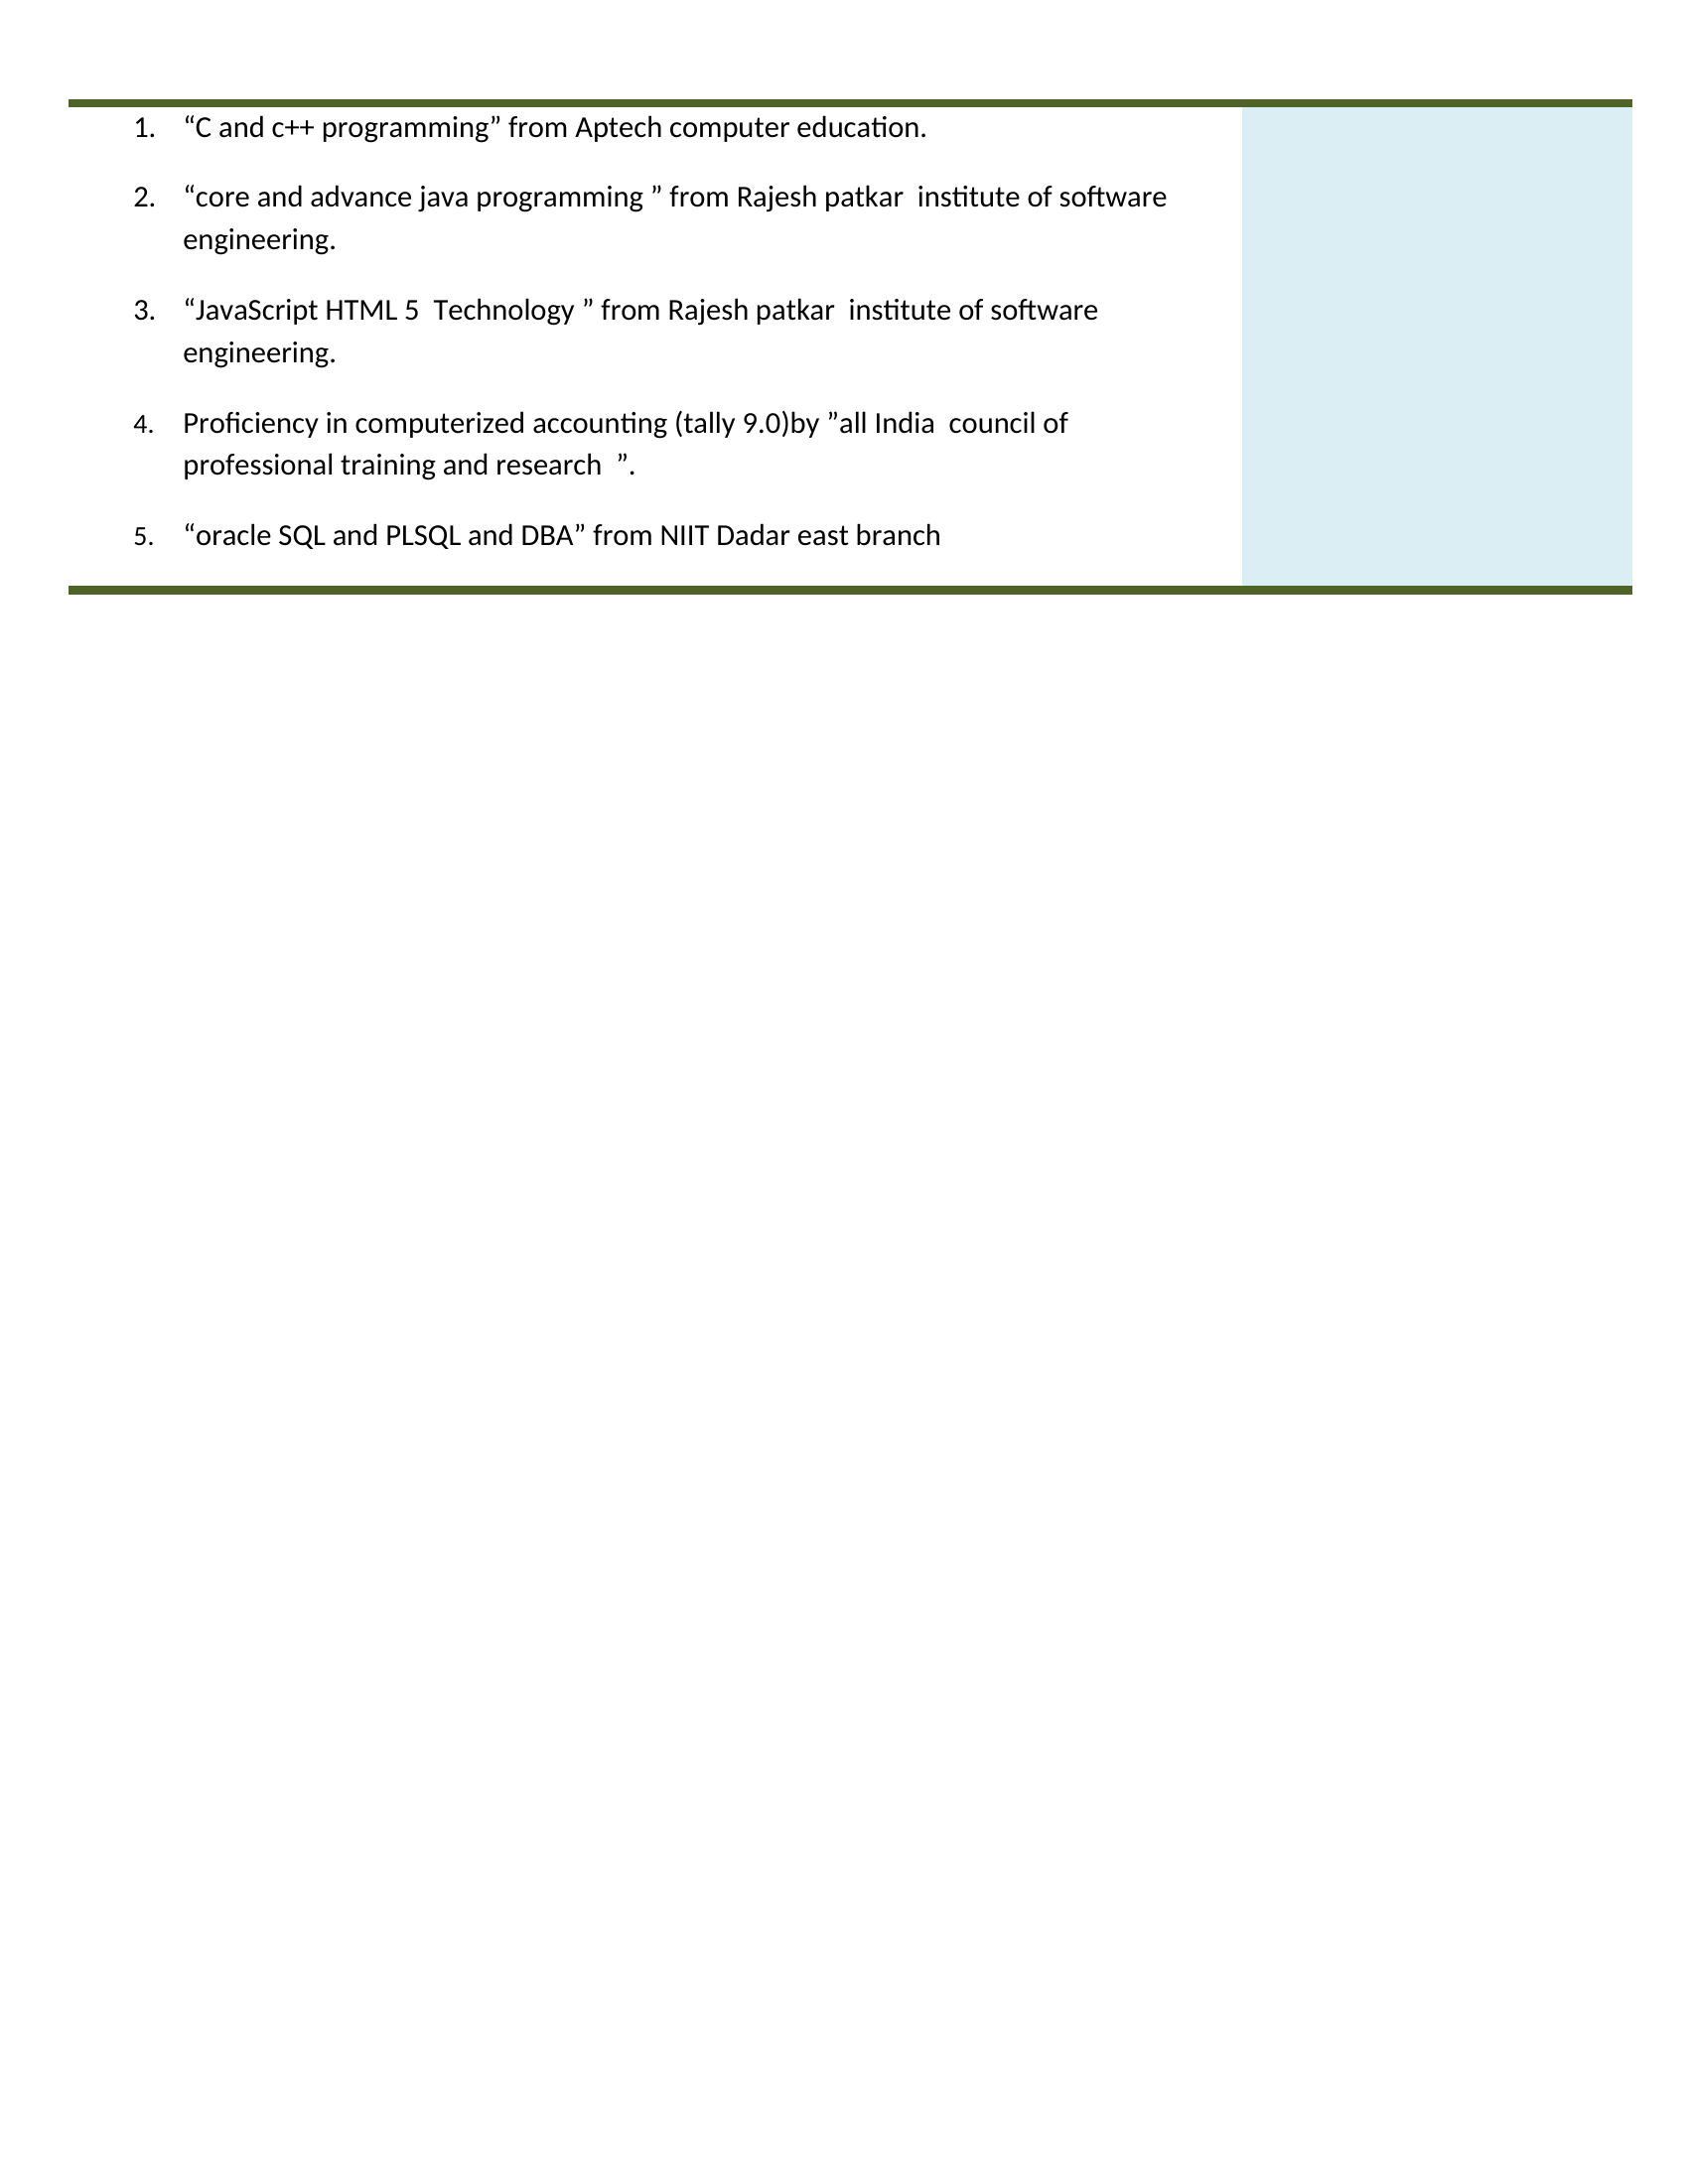 1. “C and c++ programming” from Aptech computer education.
2. “core and advance java programming ” from Rajesh patkar  institute of software
engineering.
3. “JavaScript HTML 5  Technology ” from Rajesh patkar  institute of software
engineering.
4. Proficiency in computerized accounting (tally 9.0)by ”all India  council of
professional training and research  ”.
5. “oracle SQL and PLSQL and DBA” from NIIT Dadar east branch